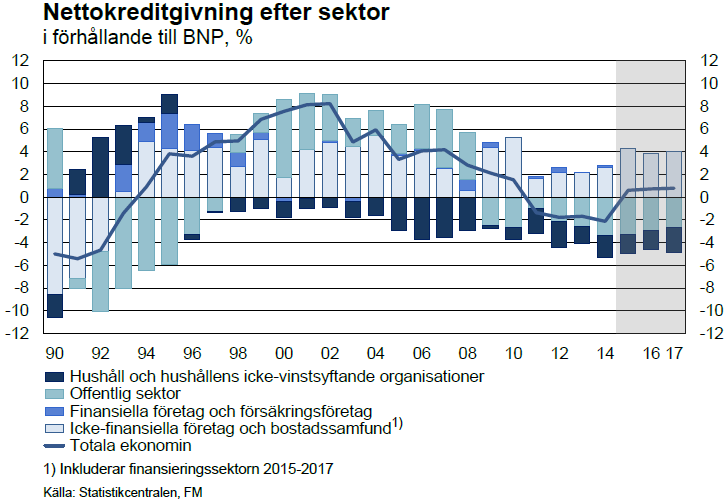 Nettokreditgivning efter sektor
i förhållande till BNP, %
12 12
10 10
8 8
6 6
4 4
2 2
0 0
-2 -2
-4 -4
-6 -6
-8 -8
-10 -10
-12 -12
90 92 94 96 98 00 02 04 06 08 10 12 14 16 17
Hushåll och hushållens icke-vinstsyftande organisationer
Offentlig sektor
Finansiella företag och försäkringsföretag
Icke-finansiella företag och bostadssamfund1)
Totala ekonomin
1) Inkluderar finansieringssektorn 2015-2017
Källa: Statistikcentralen, FM